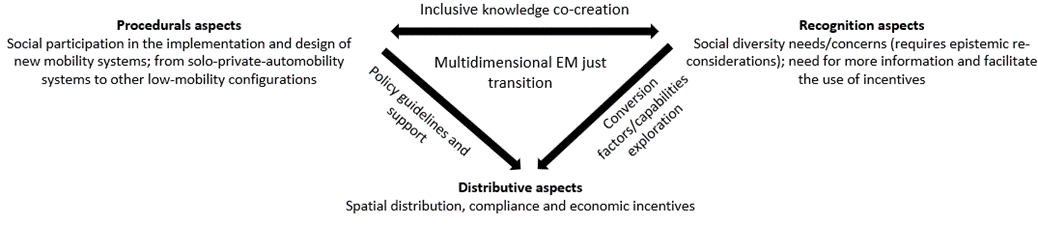 Inclusive knowledge co-creation
Procedurals aspects
Social participation in the implementation and design of
new mobility systems; from solo-private-automobility
systems to other low-mobility configurations
Recognition aspects
Social diversity needs/concerns (requires epistemic re-
considerations); need for more information and facilitate
the use of incentives
Multidimensional EM just
transition
Policy guidelines and
support
Conversion
factors/capabilities
exploration
Distributive aspects
Spatial distribution, compliance and economic incentives